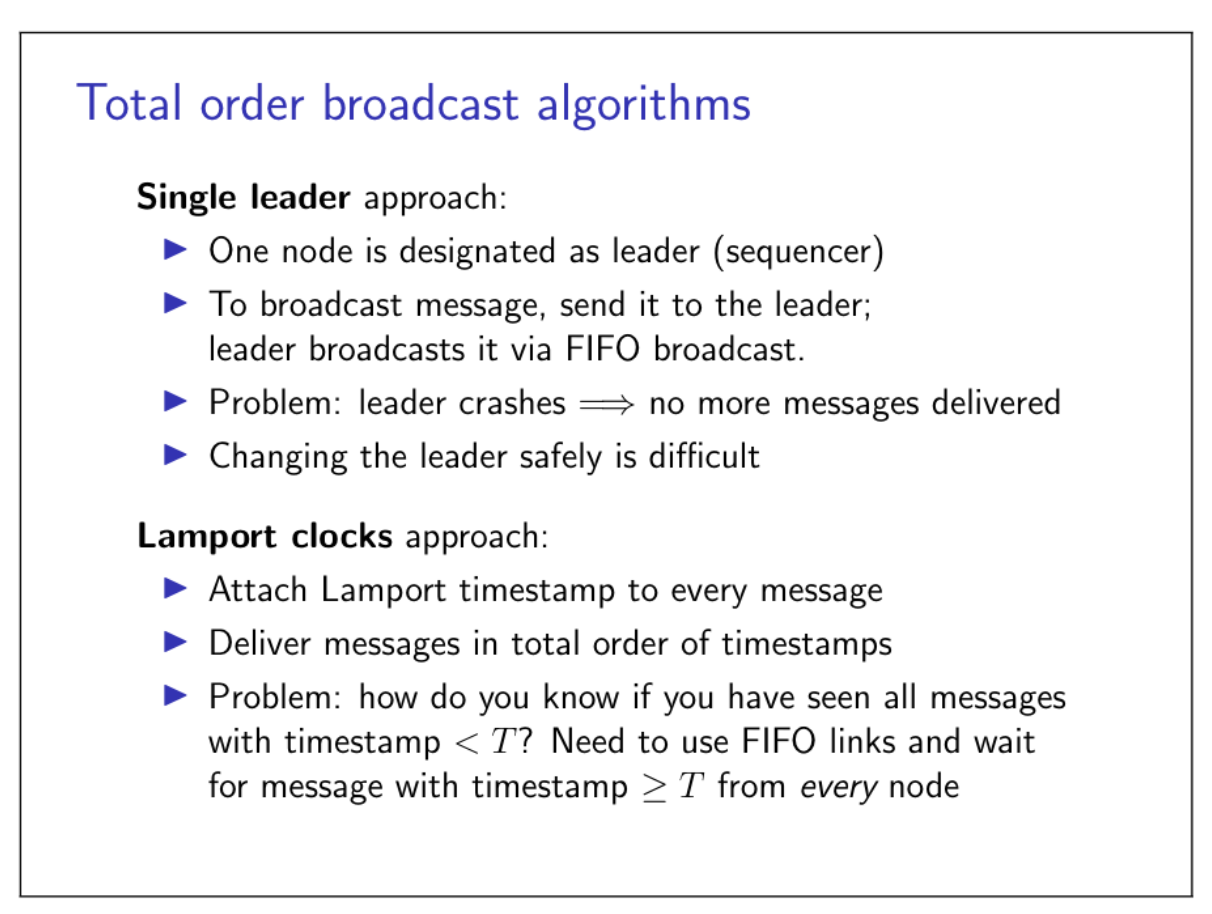 Total order broadcast algorithms
Single leader approach:
▶ One node is designated as leader (sequencer)
▶ To broadcast message, send it to the leader;
leader broadcasts it via FIFO broadcast.
▶ Problem: leader crashes ⟹ no more messages delivered
▶ Changing the leader safely is difficult
Lamport clocks approach:
▶ Attach Lamport timestamp to every message
▶ Deliver messages in total order of timestamps
▶ Problem: how do you know if you have seen all messages
with timestamp < T? Need to use FIFO links and wait
for message with timestamp ≥ T from every node